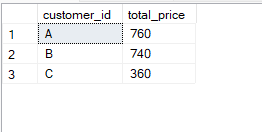 customer_id total_price
1 A 760
2 B 740
3 C 360